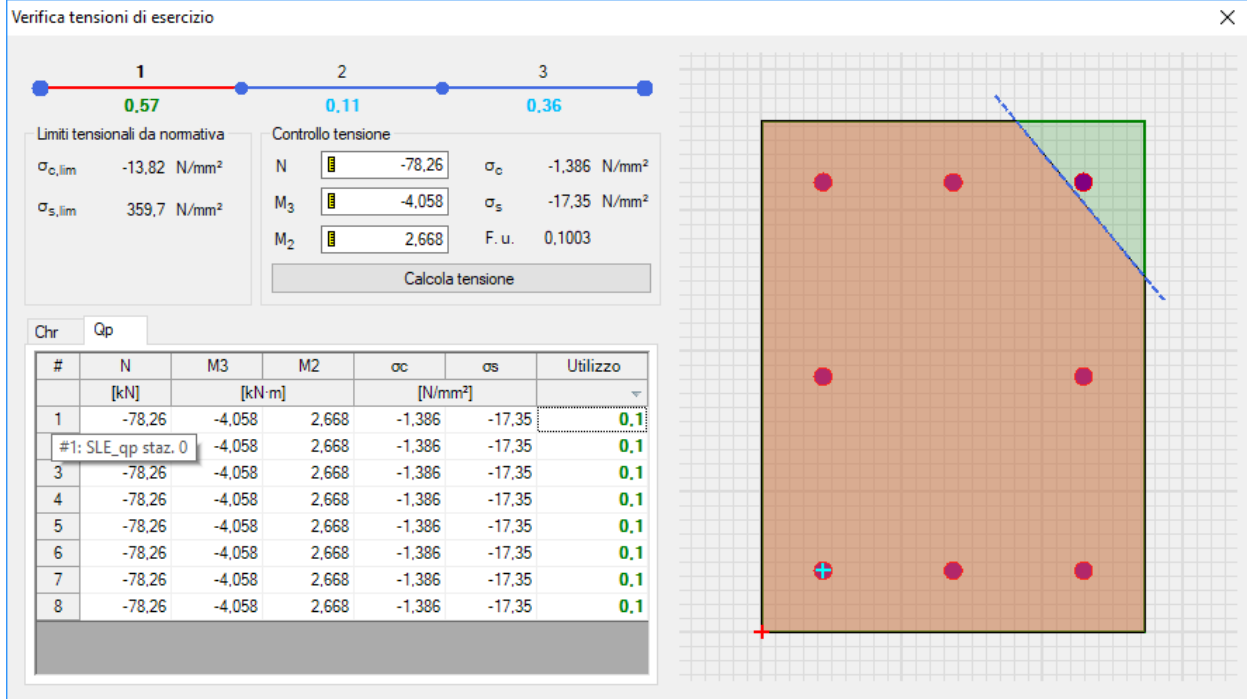 Verifica tensioni di esercizio
1 2 3
0,57 0,11 0,36
Limiti tensionali da normativa
σc,lim -13,82 N/mm²
σs,lim 359,7 N/mm²
Controllo tensione
N -78,26 σc -1,386 N/mm²
M3 -4,058 σs -17,35 N/mm²
M2 2,668 F. u. 0,1003
Calcola tensione
Chr Qp
# N M3 M2 σc σs Utilizzo
[kN] [kN·m] [N/mm²]
1 -78,26 -4,058 2,668 -1,386 -17,35 0,1
#1: SLE_qp staz. 0 -4,058 2,668 -1,386 -17,35 0,1
3 -78,26 -4,058 2,668 -1,386 -17,35 0,1
4 -78,26 -4,058 2,668 -1,386 -17,35 0,1
5 -78,26 -4,058 2,668 -1,386 -17,35 0,1
6 -78,26 -4,058 2,668 -1,386 -17,35 0,1
7 -78,26 -4,058 2,668 -1,386 -17,35 0,1
8 -78,26 -4,058 2,668 -1,386 -17,35 0,1